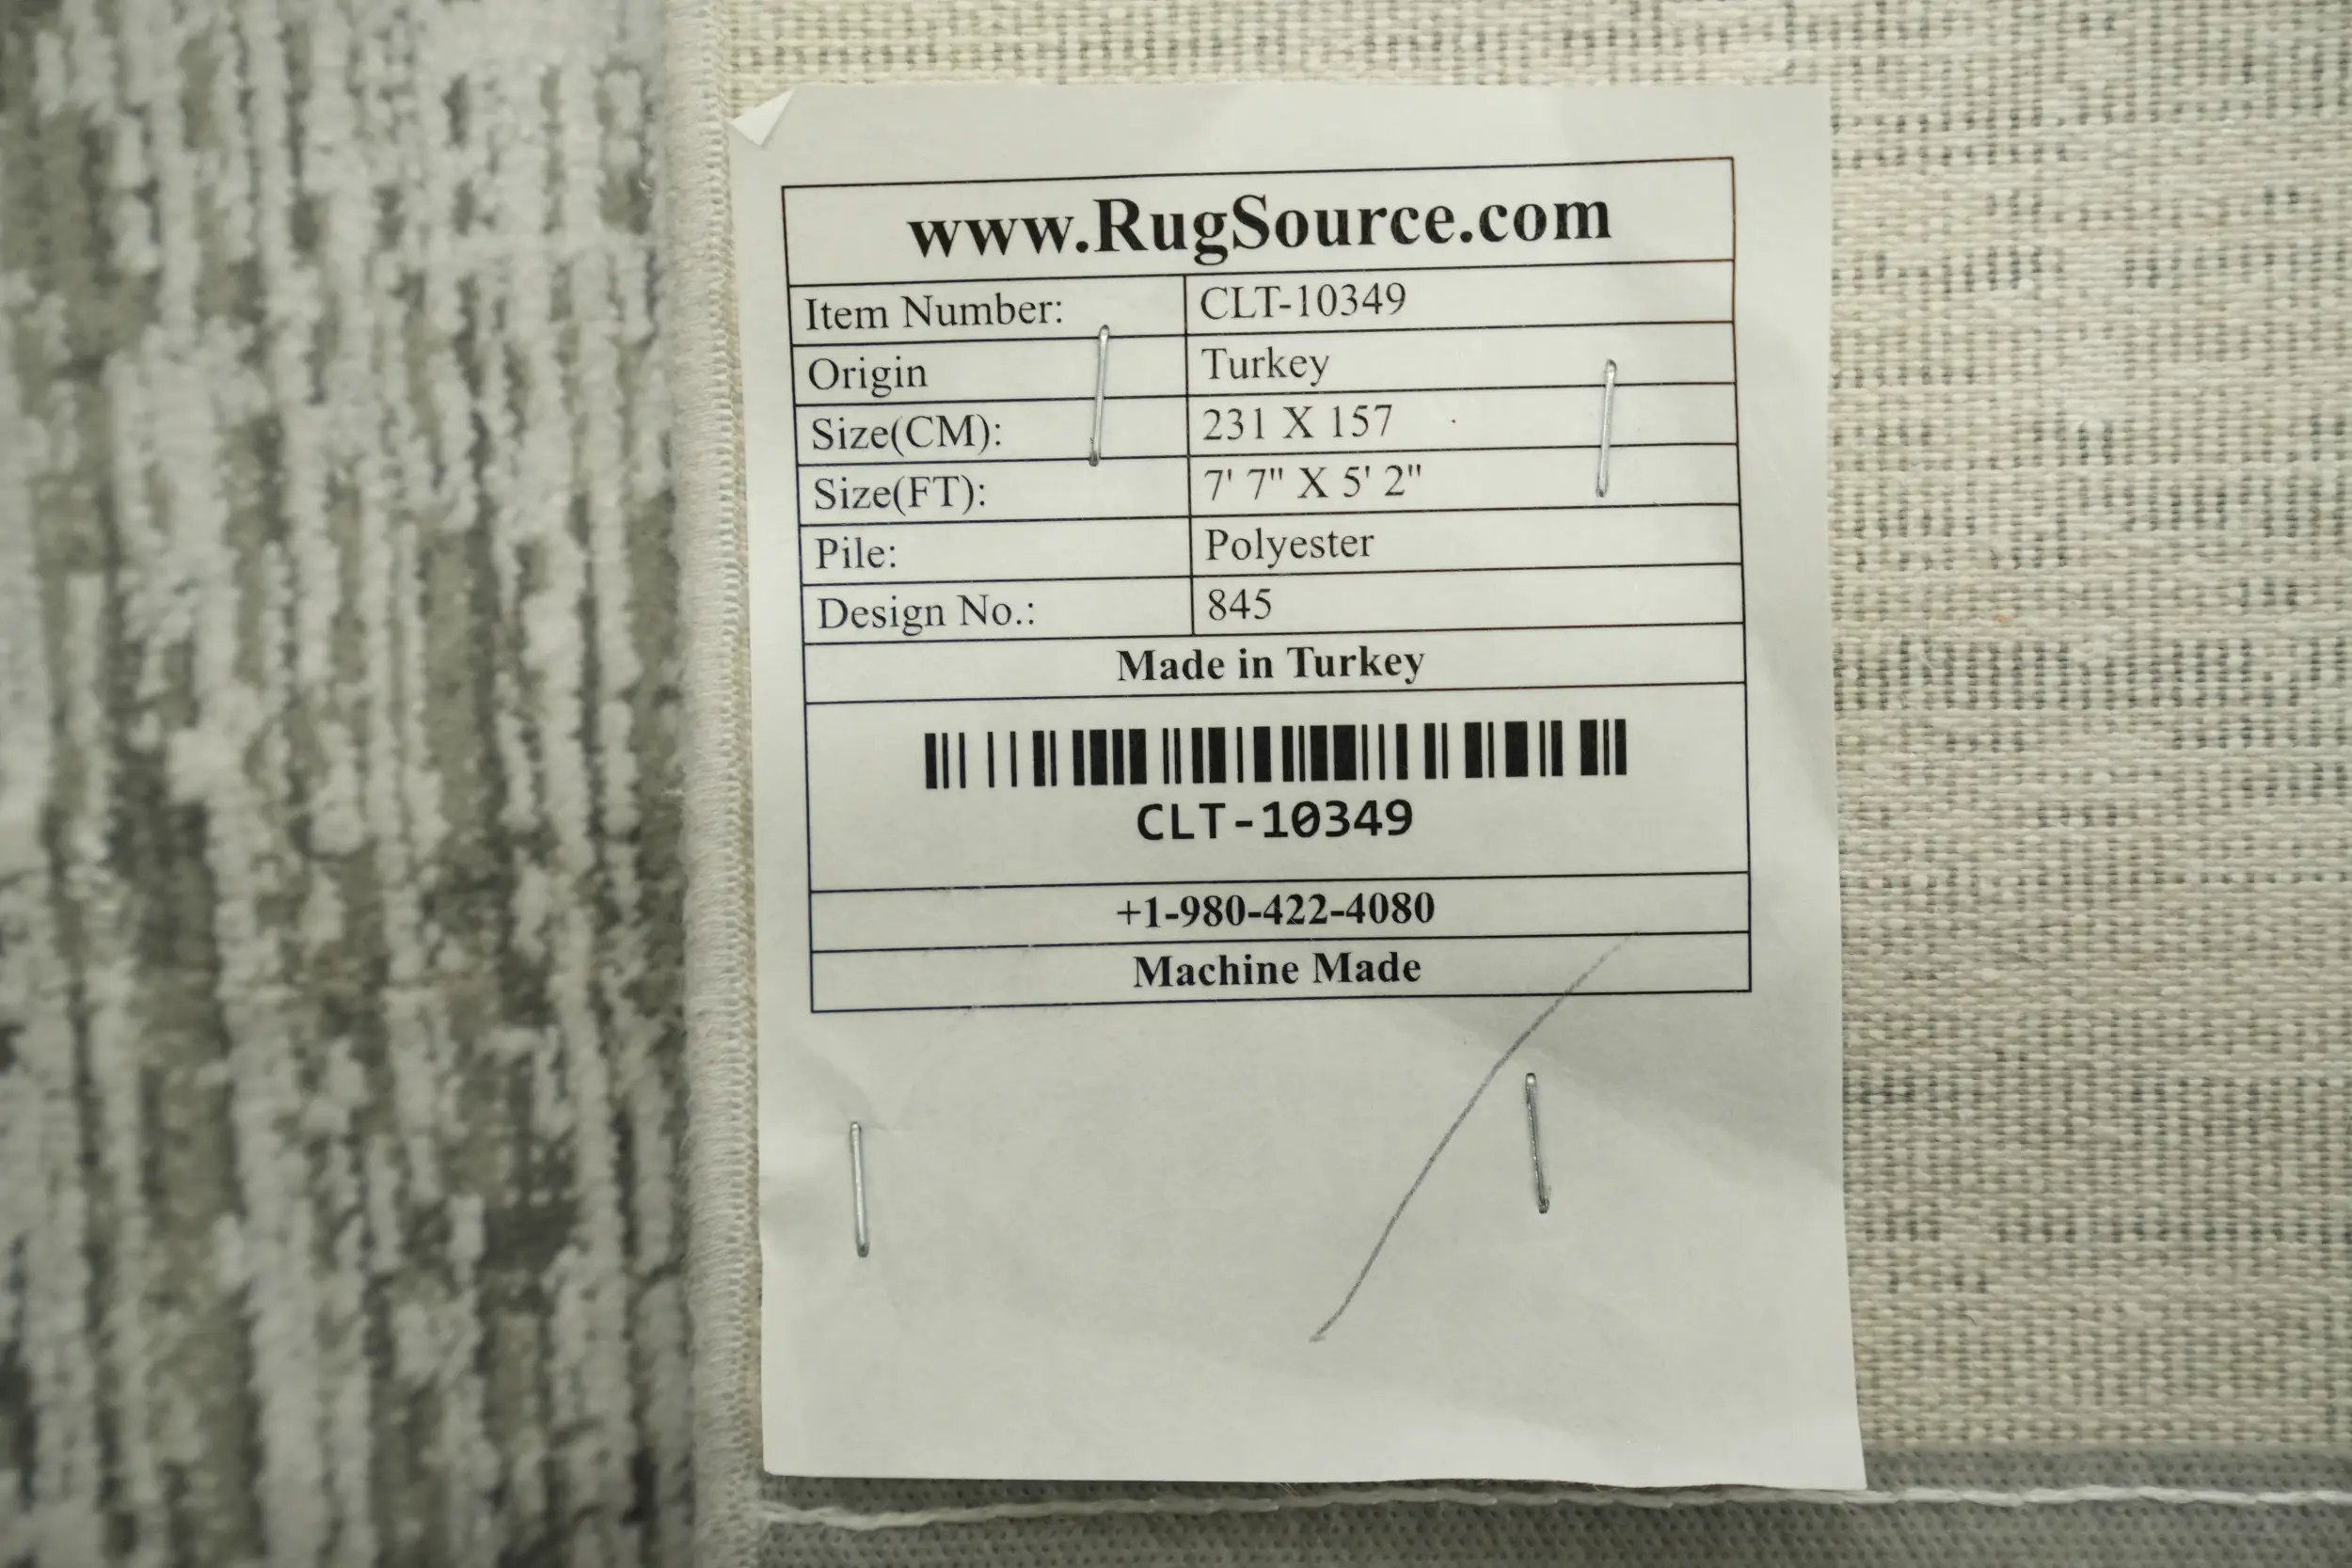 www.RugSource.com
Item Number: CLT-10349
Origin Turkey
Size(CM): 231 X 157
Size(FT): 7' 7" X 5' 2"
Pile: Polyester
Design No.: 845
Made in Turkey
CLT-10349
+1-980-422-4080
Machine Made